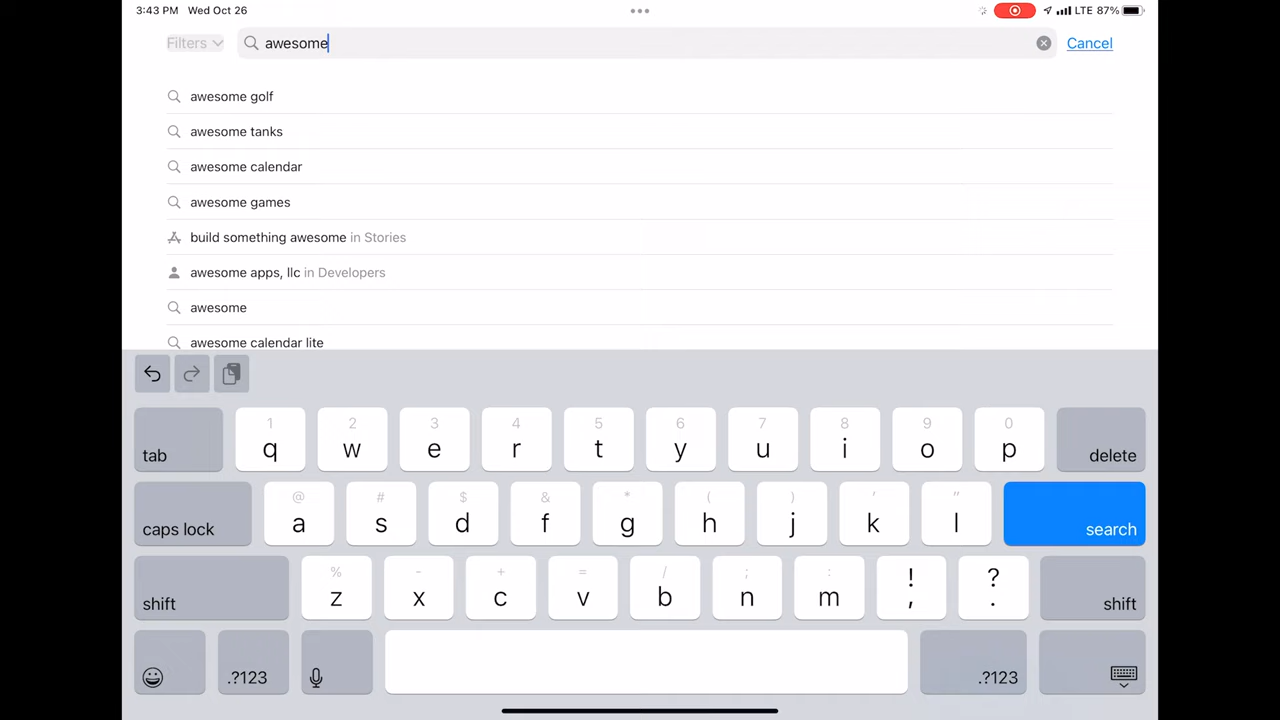 3:43 PM Wed Oct 26
LTE 87%
Filters
awesome
Cancel
awesome golf
awesome tanks
awesome calendar
awesome games
build something awesome in Stories
awesome apps, llc in Developers
awesome
awesome calendar lite
1 2 3 4 5 6 7 8 9 0
tab q w e r t y u i o p delete
@ # $ & * ( ) ' "
caps lock a s d f g h j k l search
% - + = / ; : ! ?
shift z x c v b n m , . shift
.?123 .?123